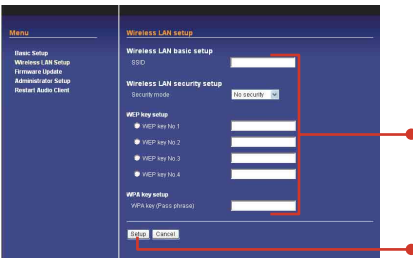 Menu
Basic Setup
Wireless LAN Setup
Firmware Update
Administrator Setup
Restart Audio Client
Wireless LAN setup
Wireless LAN basic setup
SSID
Wireless LAN security setup
Security mode No security
WEP key setup
WEP key No.1
WEP key No.2
WEP key No.3
WEP key No.4
WPA key setup
WPA key (Pass phrase)
Setup Cancel